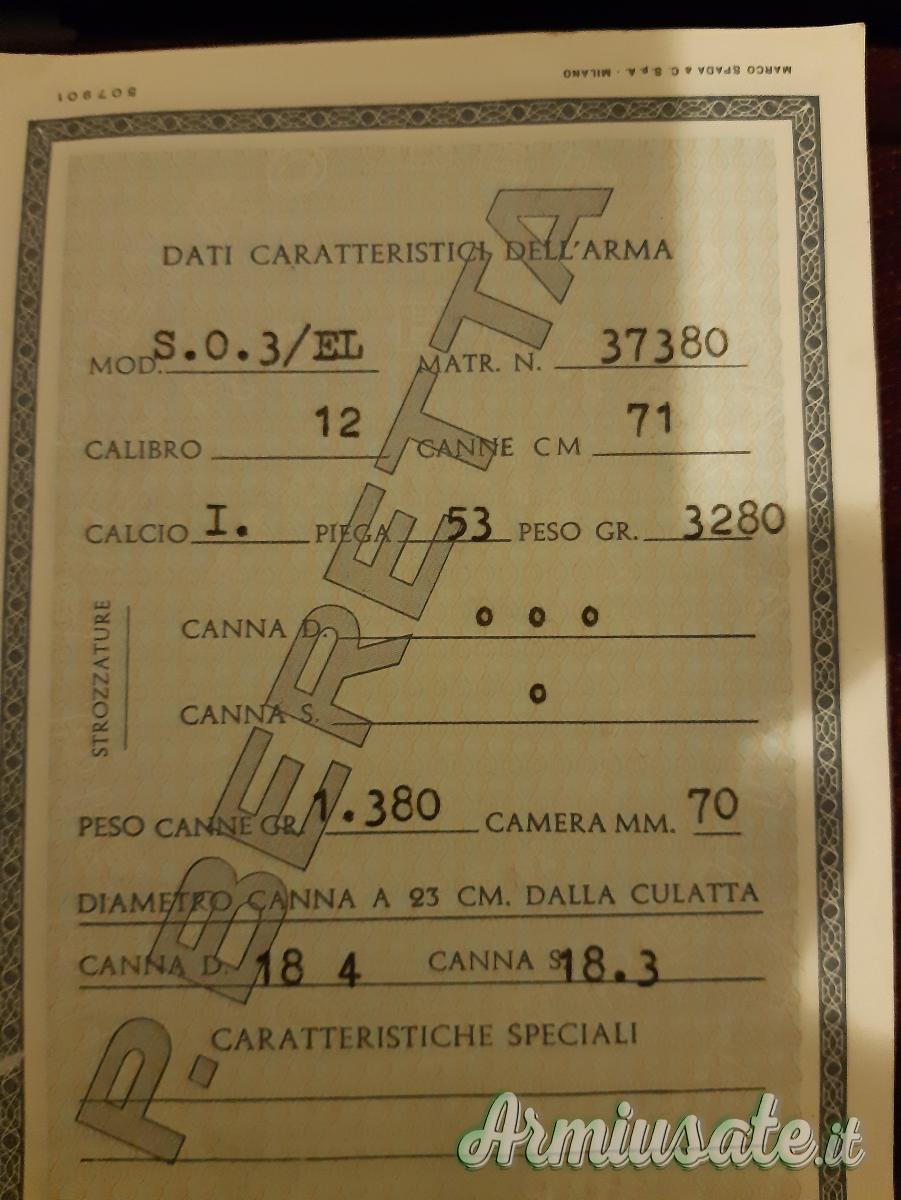 MARCO SPADA & C. S.p.A. - MILANO
507901
DATI CARATTERISTICI DELL'ARMA
MOD. S.O.3/EL MATR. N. 37380
CALIBRO 12 CANNE CM 71
CALCIO I. PIEGA 53 PESO GR. 3280
STROZZATURE
CANNA D. o o o
CANNA S. o
PESO CANNE GR. 1.380 CAMERA MM. 70
DIAMETRO CANNA A 23 CM. DALLA CULATTA
CANNA D. 18 4 CANNA S 18.3
CARATTERISTICHE SPECIALI
P. BERETTA
Armiusate.it